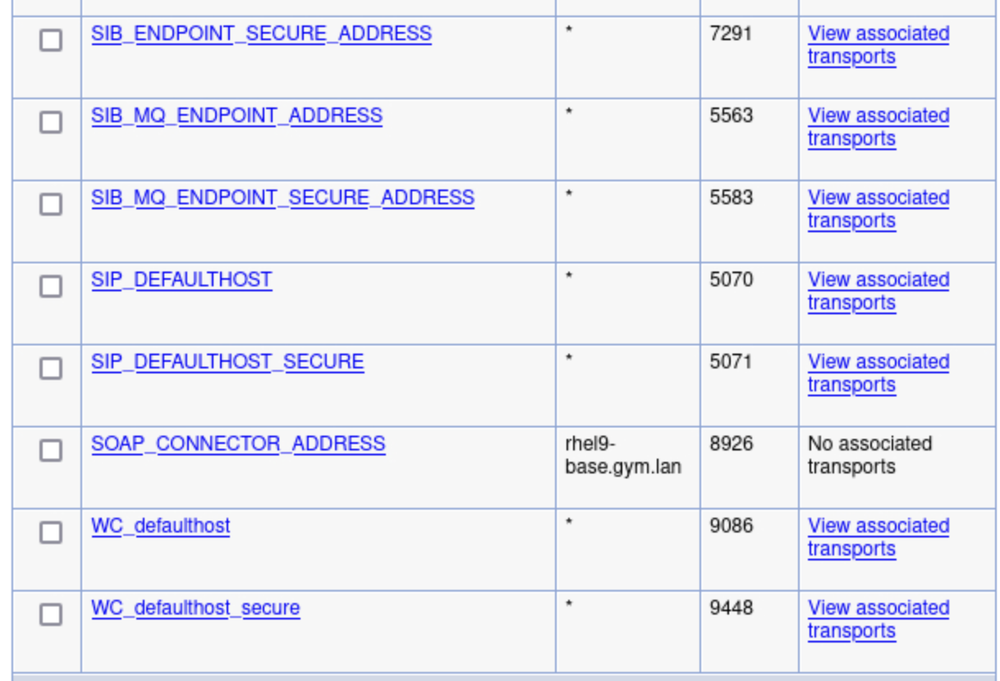 SIB_ENDPOINT_SECURE_ADDRESS * 7291 View associated
transports
SIB_MQ_ENDPOINT_ADDRESS * 5563 View associated
transports
SIB_MQ_ENDPOINT_SECURE_ADDRESS * 5583 View associated
transports
SIP_DEFAULTHOST * 5070 View associated
transports
SIP_DEFAULTHOST_SECURE * 5071 View associated
transports
SOAP_CONNECTOR_ADDRESS rhel9- 8926 No associated
base.gym.lan transports
WC_defaulthost * 9086 View associated
transports
WC_defaulthost_secure * 9448 View associated
transports